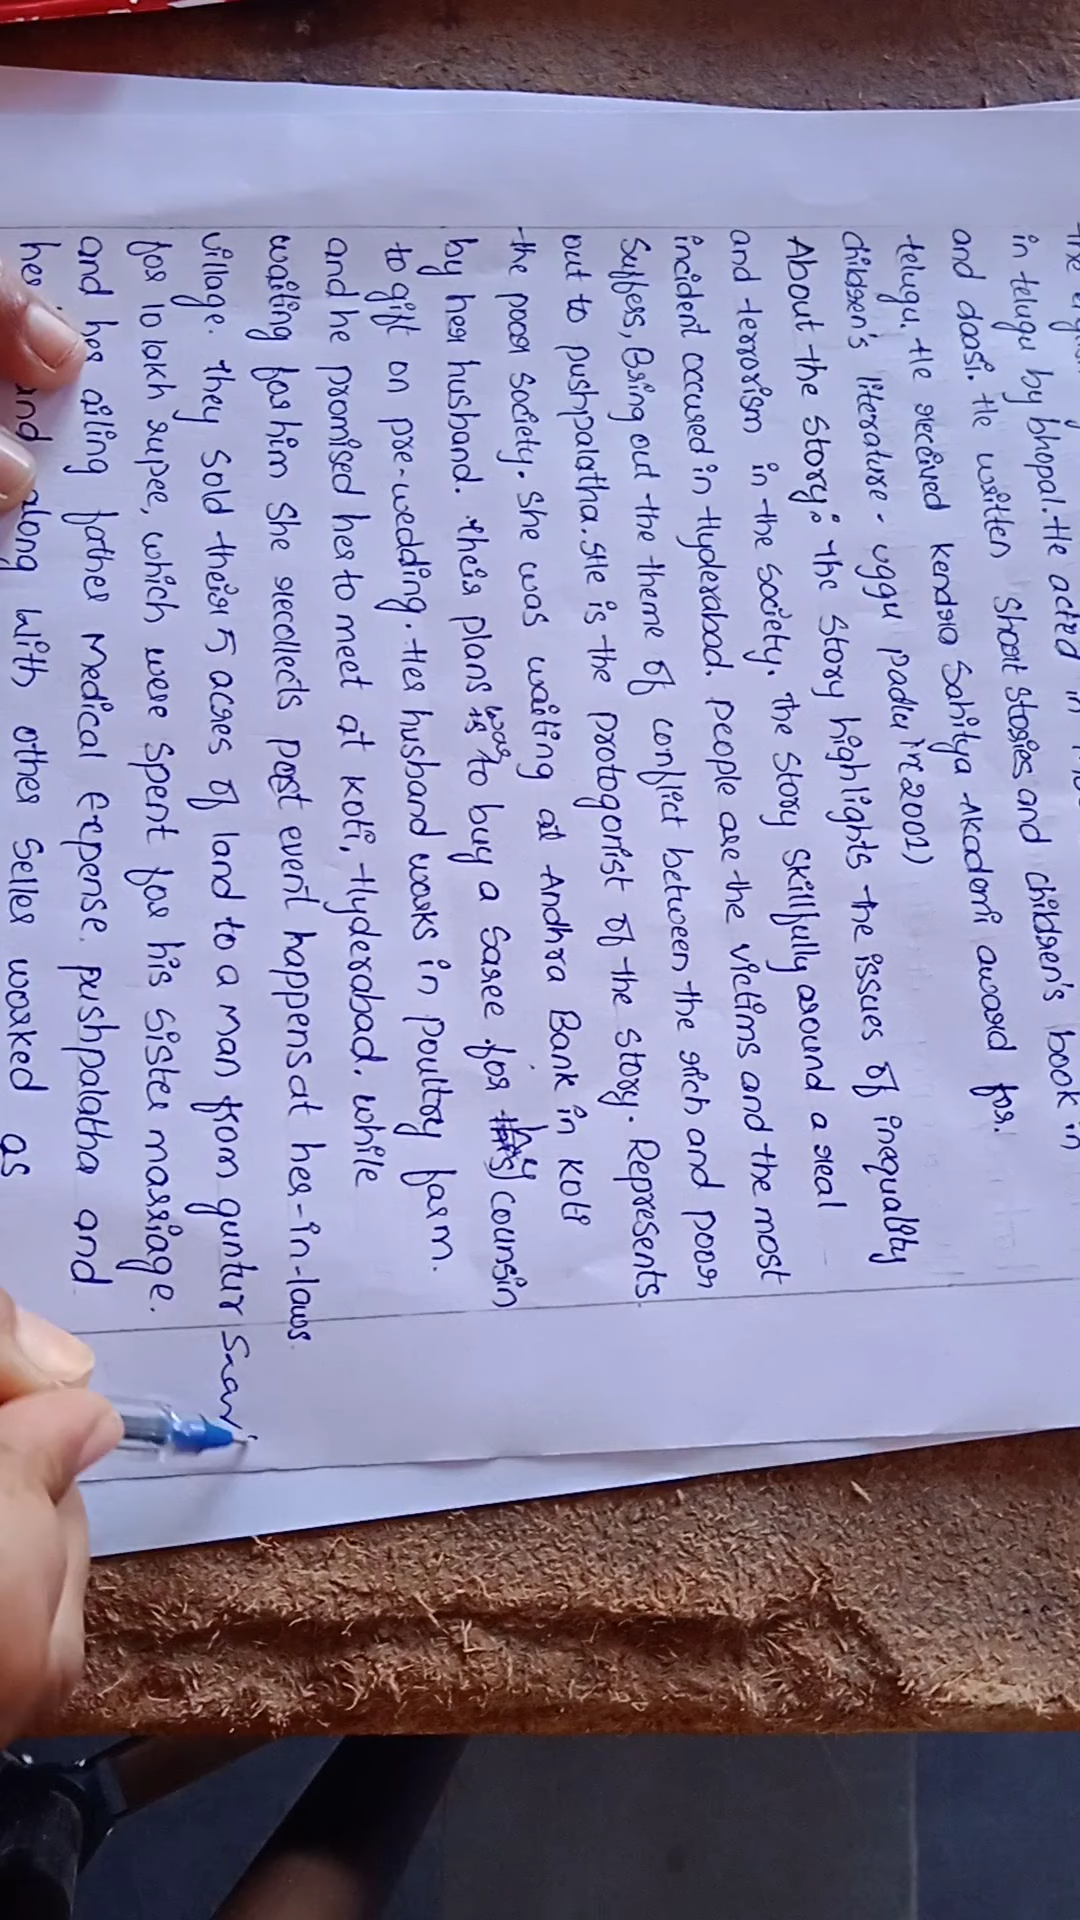 in telugu by bhopal. He acted in
and daasi. He written Short Stories and children's book in
telugu. He received Kendra Sahitya Akademi award for.
children's literature - uggu padlu in 2002)
About the story: the story highlights the issues of inequality
and terrorism in the society. the story skillfully around a real
incident occured in Hyderabad. people are the victims and the most
Suffer, Bring out the theme of conflict between the rich and poor
out to pushpalatha. She is the protogonist of the story. Represents
the poor society. She was waiting at Andhra Bank in Koti
by her husband. their plans was to buy a Saree for her counsin
to gift on pre-wedding. Her husband works in poultry farm.
and he promised her to meet at Koti, Hyderabad. while
waiting for him she recollects past event happens at her-in-laws
village. they sold their 5 acres of land to a man from guntur
for 10 lakh rupee, which were spent for his sister marriage.
and her ailing father medical Expense. pushpalatha and
along with other Seller worked as